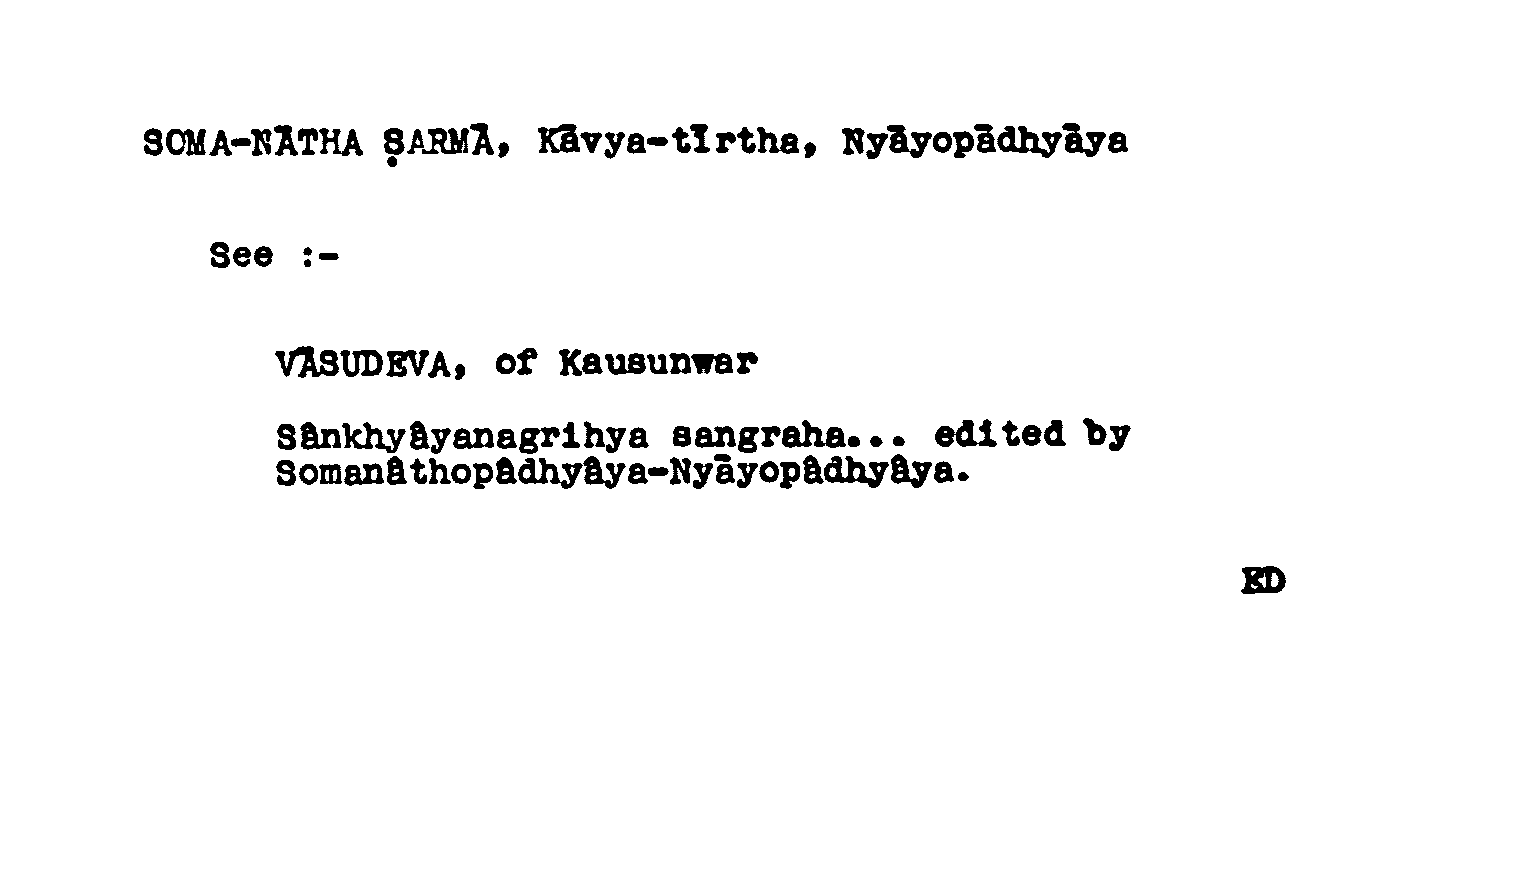 SOMA-NĀTHA ṢARMĀ, Kāvya-tīrtha, Nyāyopādhyāya
See :-
VĀSUDEVA, of Kausunwar
Sânkhyâyanagrihya sangraha... edited by
Somanâthopâdhyâya-Nyāyopâdhyâya.
ED